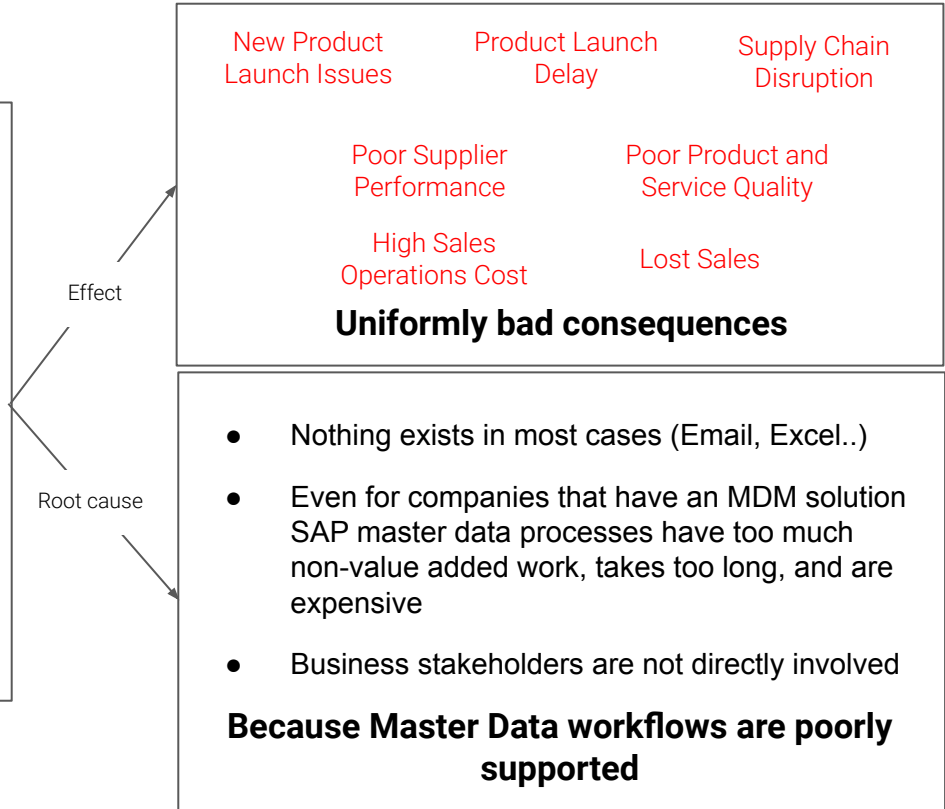 New Product
Launch Issues
Product Launch
Delay
Supply Chain
Disruption
Poor Supplier
Performance
Poor Product and
Service Quality
High Sales
Operations Cost
Lost Sales
Uniformly bad consequences
Effect
Root cause
● Nothing exists in most cases (Email, Excel..)
● Even for companies that have an MDM solution
SAP master data processes have too much
non-value added work, takes too long, and are
expensive
● Business stakeholders are not directly involved
Because Master Data workflows are poorly
supported